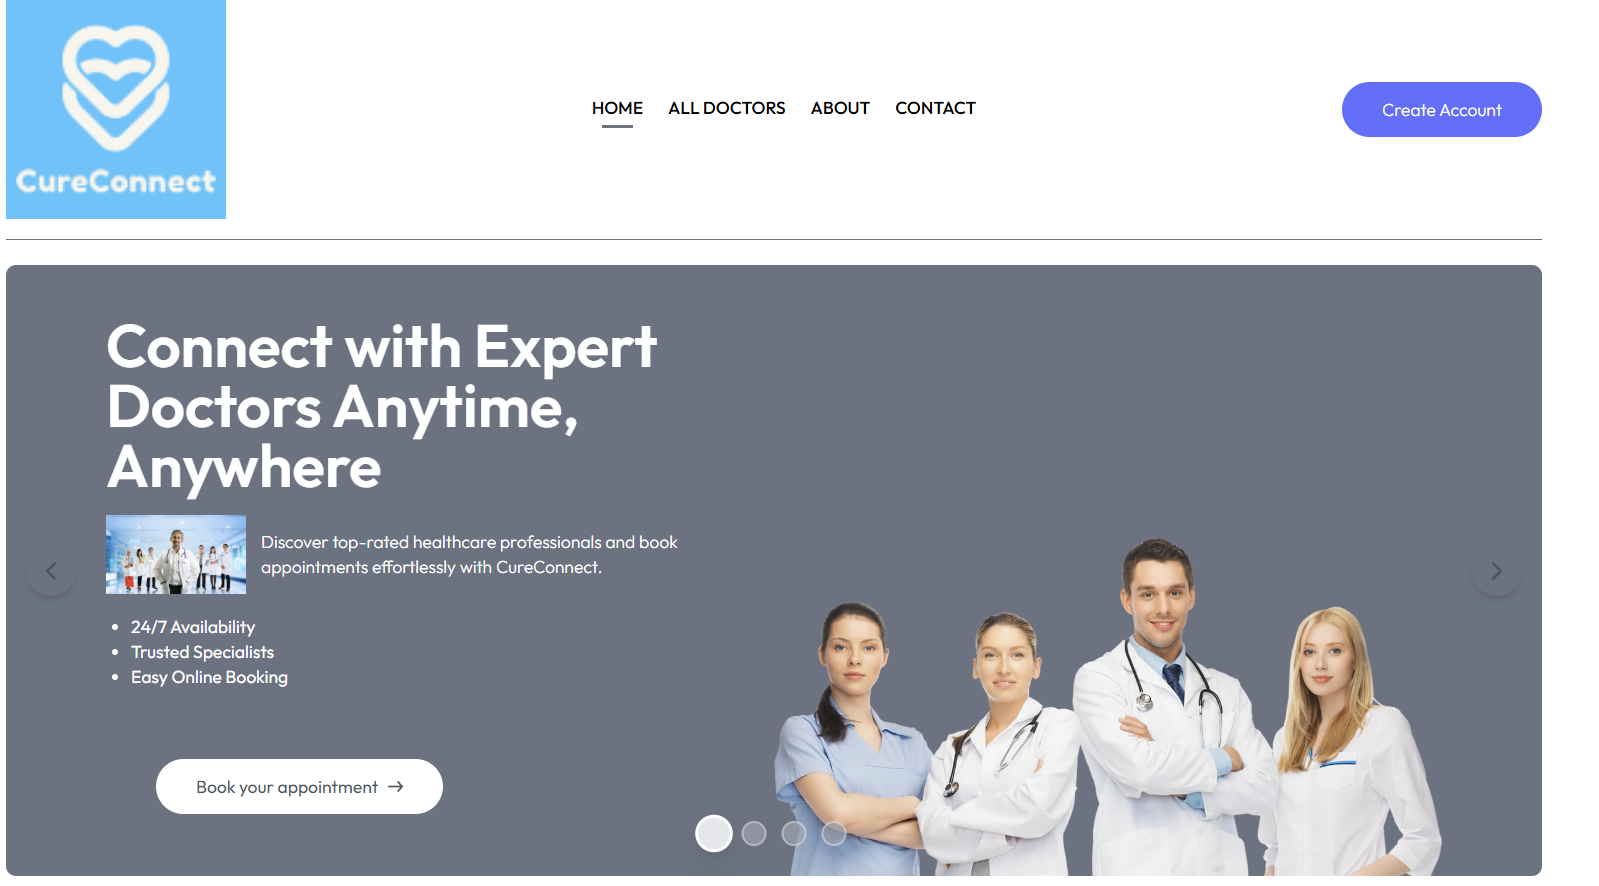 CureConnect
HOME
ALL DOCTORS
ABOUT
CONTACT
Create Account
Connect with Expert
Doctors Anytime,
Anywhere
Discover top-rated healthcare professionals and book
appointments effortlessly with CureConnect.
24/7 Availability
Trusted Specialists
Easy Online Booking
Book your appointment →